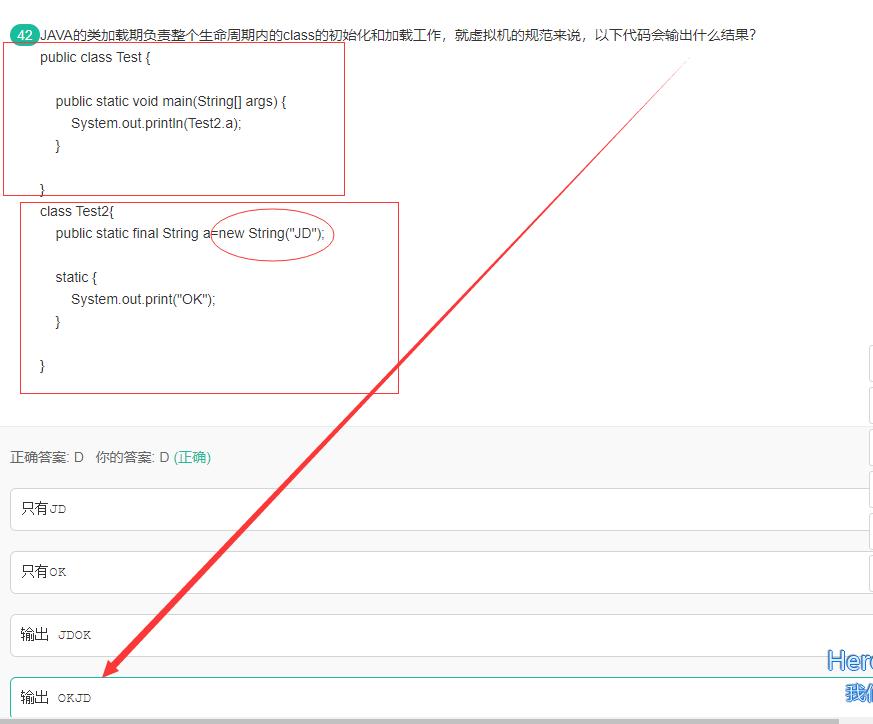 42 JAVA的类加载期负责整个生命周期内的class的初始化和加载工作，就虚拟机的规范来说，以下代码会输出什么结果?
public class Test {
public static void main(String[] args) {
System.out.println(Test2.a);
}
}
class Test2{
public static final String a=new String("JD");
static {
System.out.print("OK");
}
}
正确答案: D 你的答案: D (正确)
只有JD
只有OK
输出 JDOK
Here
我们
输出 OKJD